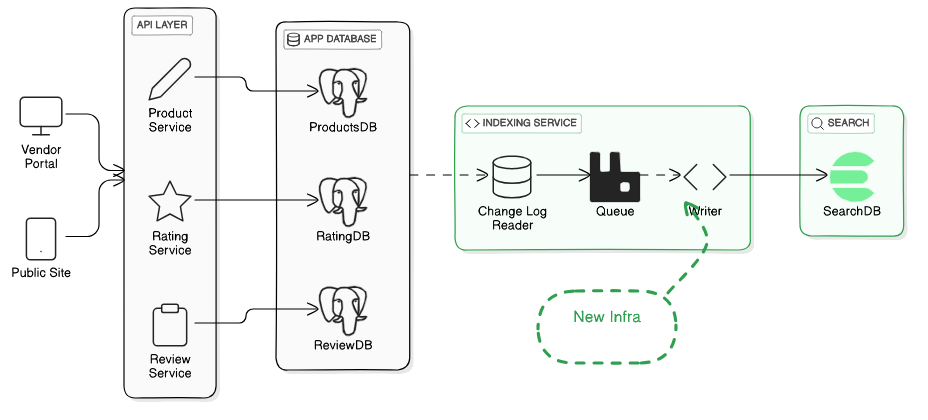 API LAYER
APP DATABASE
Product
Service
ProductsDB
Vendor
Portal
INDEXING SERVICE
SEARCH
Rating
Service
RatingDB
Change Log
Reader
Queue
Writer
SearchDB
Public Site
New Infra
Review
Service
ReviewDB